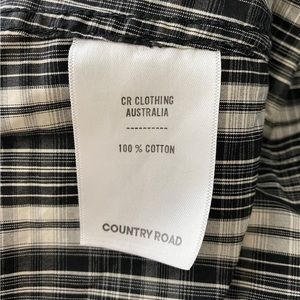 CR CLOTHING
AUSTRALIA
----------
100 % COTTON
COUNTRY ROAD